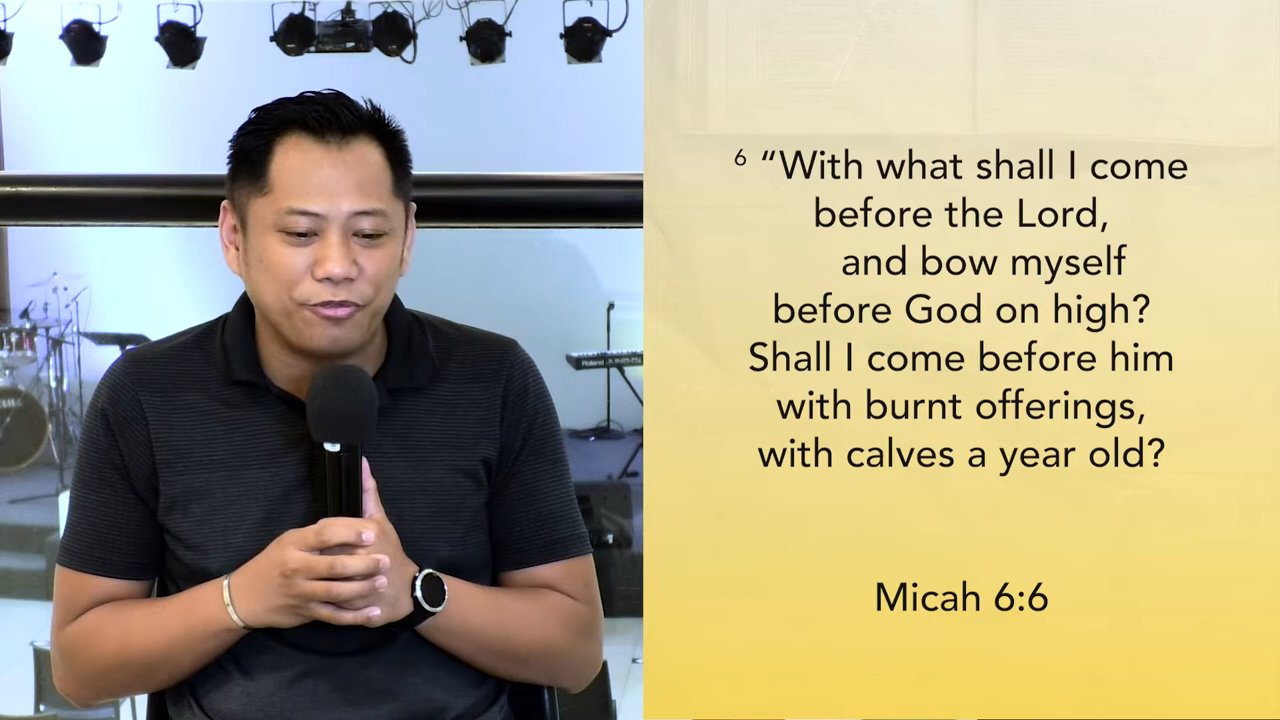 6 “With what shall I come
before the Lord,
and bow myself
before God on high?
Shall I come before him
with burnt offerings,
with calves a year old?
Micah 6:6
Roland